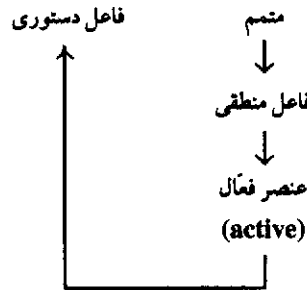 متمم
فاعل دستوری
فاعل منطقی
عنصر فعّال
(active)